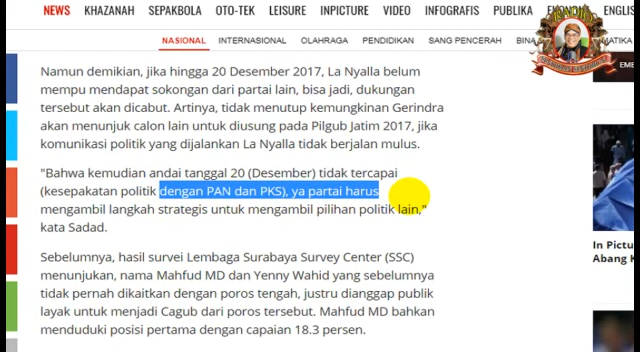 NEWS KHAZANAH SEPAKBOLA OTO-TEK LEISURE INPICTURE VIDEO INFOGRAFIS PUBLIKA ENGLIS
NASIONAL INTERNASIONAL OLAHRAGA PENDIDIKAN SANG PENCERAH BINA MATIKA
Namun demikian, jika hingga 20 Desember 2017, La Nyalla belum
mempu mendapat sokongan dari partai lain, bisa jadi, dukungan
tersebut akan dicabut. Artinya, tidak menutup kemungkinan Gerindra
akan menunjuk calon lain untuk diusung pada Pilgub Jatim 2017, jika
komunikasi politik yang dijalankan La Nyalla tidak berjalan mulus.
"Bahwa kemudian andai tanggal 20 (Desember) tidak tercapai
(kesepakatan politik dengan PAN dan PKS), ya partai harus
mengambil langkah strategis untuk mengambil pilihan politik lain,"
kata Sadad.
Sebelumnya, hasil survei Lembaga Surabaya Survey Center (SSC)
menunjukan, nama Mahfud MD dan Yenny Wahid yang sebelumnya
tidak pernah dikaitkan dengan poros tengah, justru dianggap publik
layak untuk menjadi Cagub dari poros tersebut. Mahfud MD bahkan
menduduki posisi pertama dengan capaian 18.3 persen.
In Pictu
Abang K